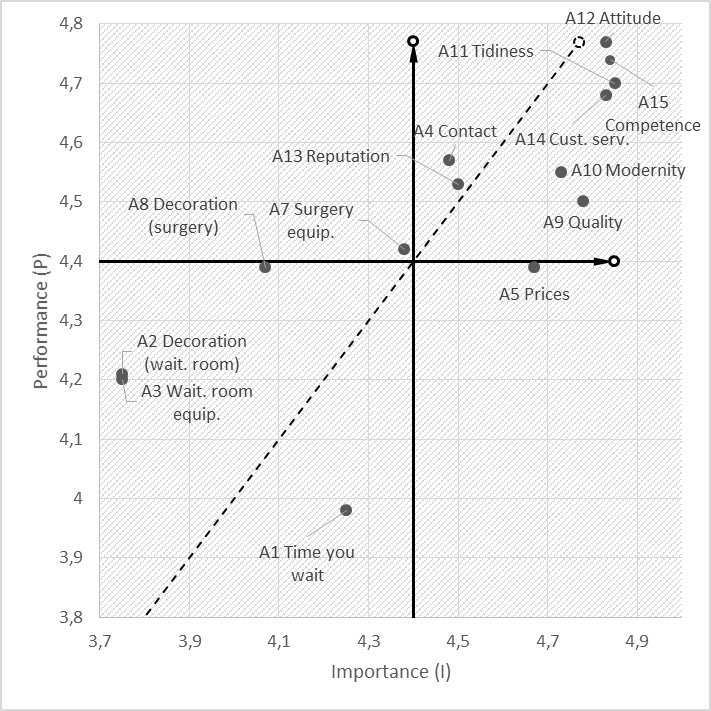 4,8
4,7
4,6
4,5
4,4
4,3
4,2
4,1
4
3,9
3,8
Performance (P)
A12 Attitude
A11 Tidiness
A15
Competence
A14 Cust. serv.
A4 Contact
A13 Reputation
A10 Modernity
A9 Quality
A8 Decoration
(surgery)
A7 Surgery
equip.
A5 Prices
A2 Decoration
(wait. room)
A3 Wait. room
equip.
A1 Time you
wait
3,7
3,9
4,1
4,3
4,5
4,7
4,9
Importance (I)